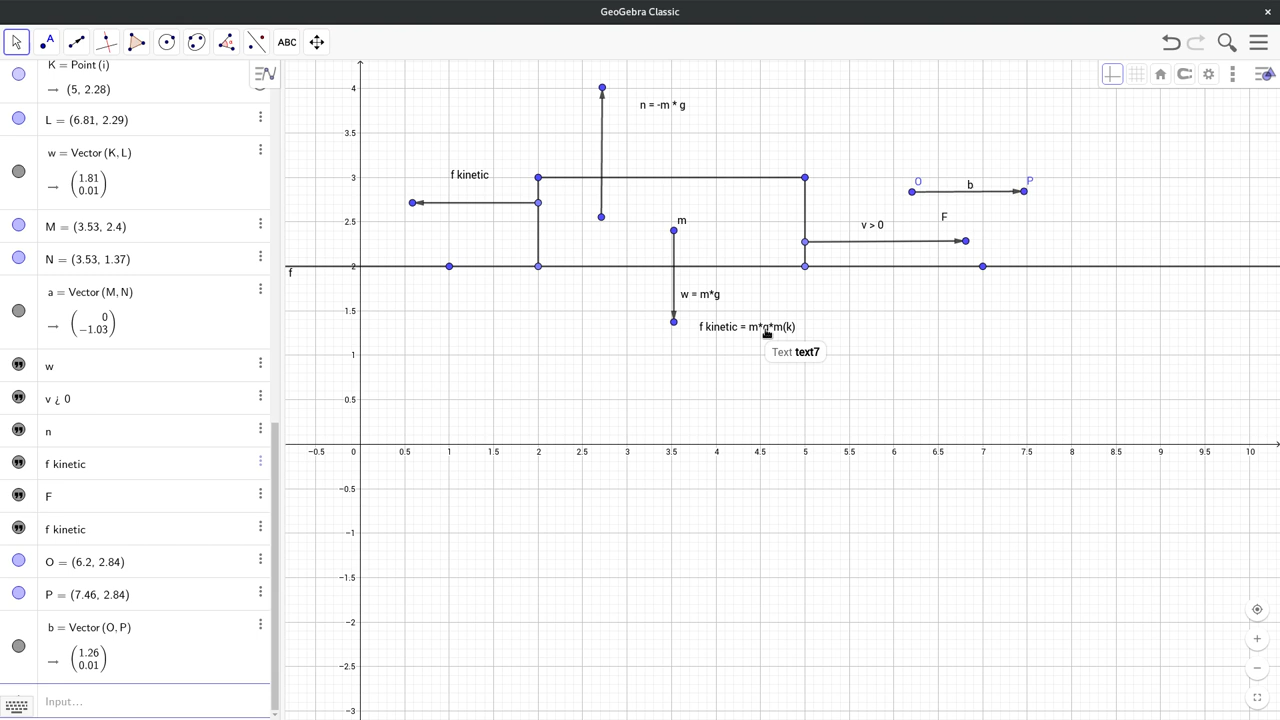 GeoGebra Classic
×
ABC
K = Point (i)
→ (5, 2.28)
L = (6.81, 2.29)
w = Vector (K, L)
→ (1.81
0.01)
M = (3.53, 2.4)
N = (3.53, 1.37)
a = Vector (M, N)
→ (0
−1.03)
w
v ¿ 0
n
f kinetic
F
f kinetic
O = (6.2, 2.84)
P = (7.46, 2.84)
b = Vector (O, P)
→ (1.26
0.01)
Input…
4
n = -m * g
3.5
f kinetic
3
O
b
P
2.5
m
v > 0
F
f
2
w = m*g
1.5
f kinetic = m*g*m(k)
Text text7
1
0.5
−0.5 0 0.5 1 1.5 2 2.5 3 3.5 4 4.5 5 5.5 6 6.5 7 7.5 8 8.5 9 9.5 10
−0.5
−1
−1.5
−2
−2.5
−3